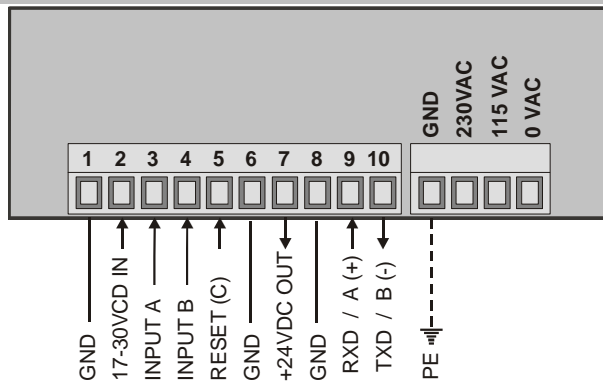 GND
230VAC
115 VAC
0 VAC
1 2 3 4 5 6 7 8 9 10
GND
17-30VCD IN
INPUT A
INPUT B
RESET (C)
GND
+24VDC OUT
GND
RXD / A (+)
TXD / B (-)
PE